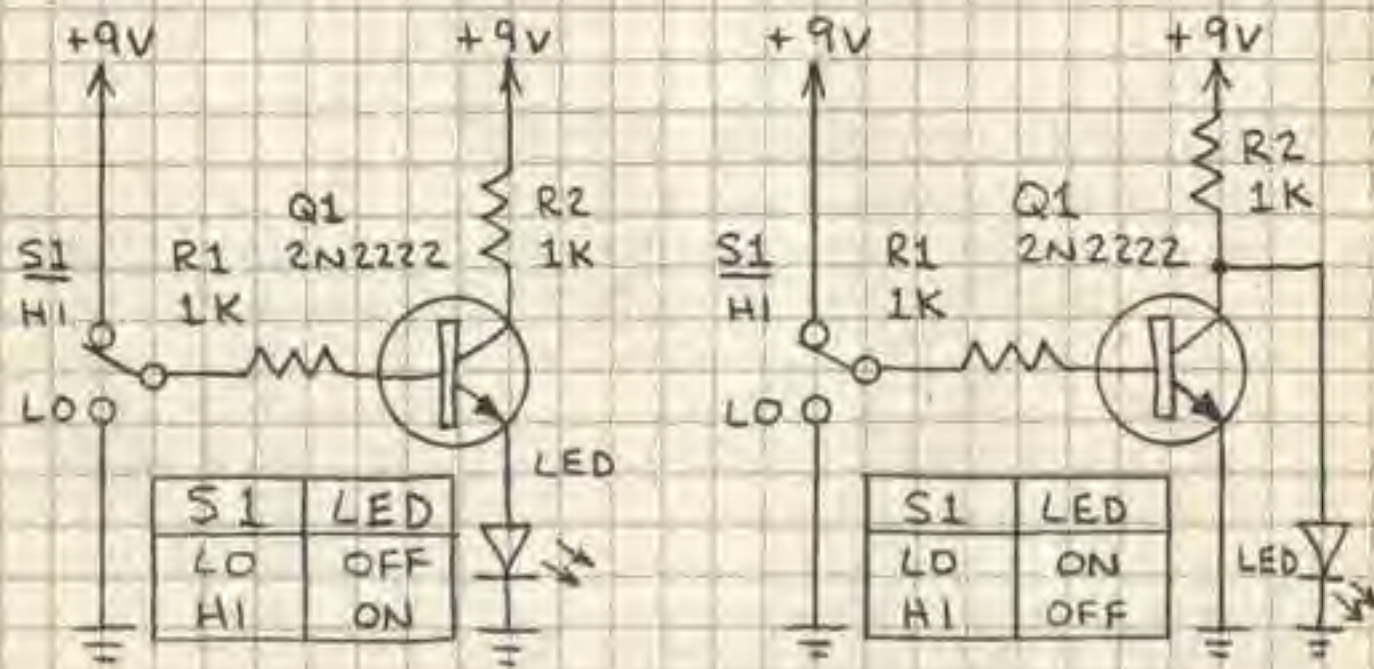 +9V
+9V
R2
1K
Q1
2N2222
S1
HI
R1
1K
LO
LED
S1 LED
LO OFF
HI ON
+9V
+9V
R2
1K
Q1
2N2222
S1
HI
R1
1K
LO
S1 LED
LO ON
HI OFF
LED